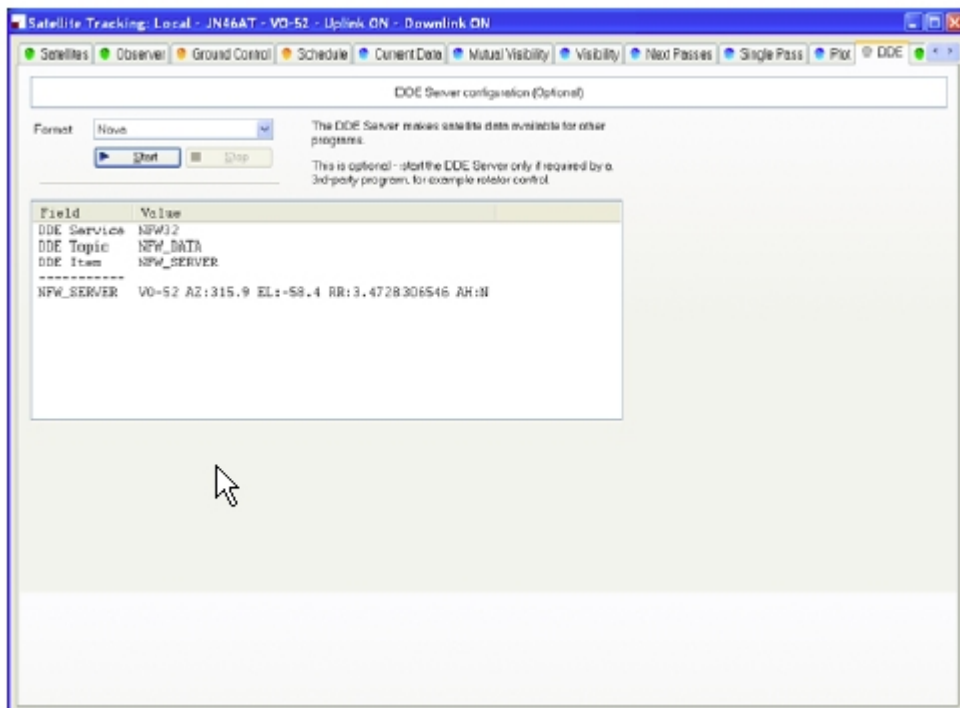 Satellite Tracking: Local - JN46AT - VO-52 - Uplink ON - Downlink ON
Satellites Observer Ground Control Schedule Current Data Mutual Visibility Visibility Next Passes Single Pass Plot DDE
DDE Server configuration (Optional)
Format Nova
The DDE Server makes satellite data available for other
programs.
Start Stop
This is optional - start the DDE Server only if required by a
3rd-party program, for example rotator control.
Field Value
DDE Service NFW32
DDE Topic NFW_DATA
DDE Item NFW_SERVER
-----------
NFW_SERVER VO-52 AZ:315.9 EL:-58.4 RR:3.4728306546 AH:N